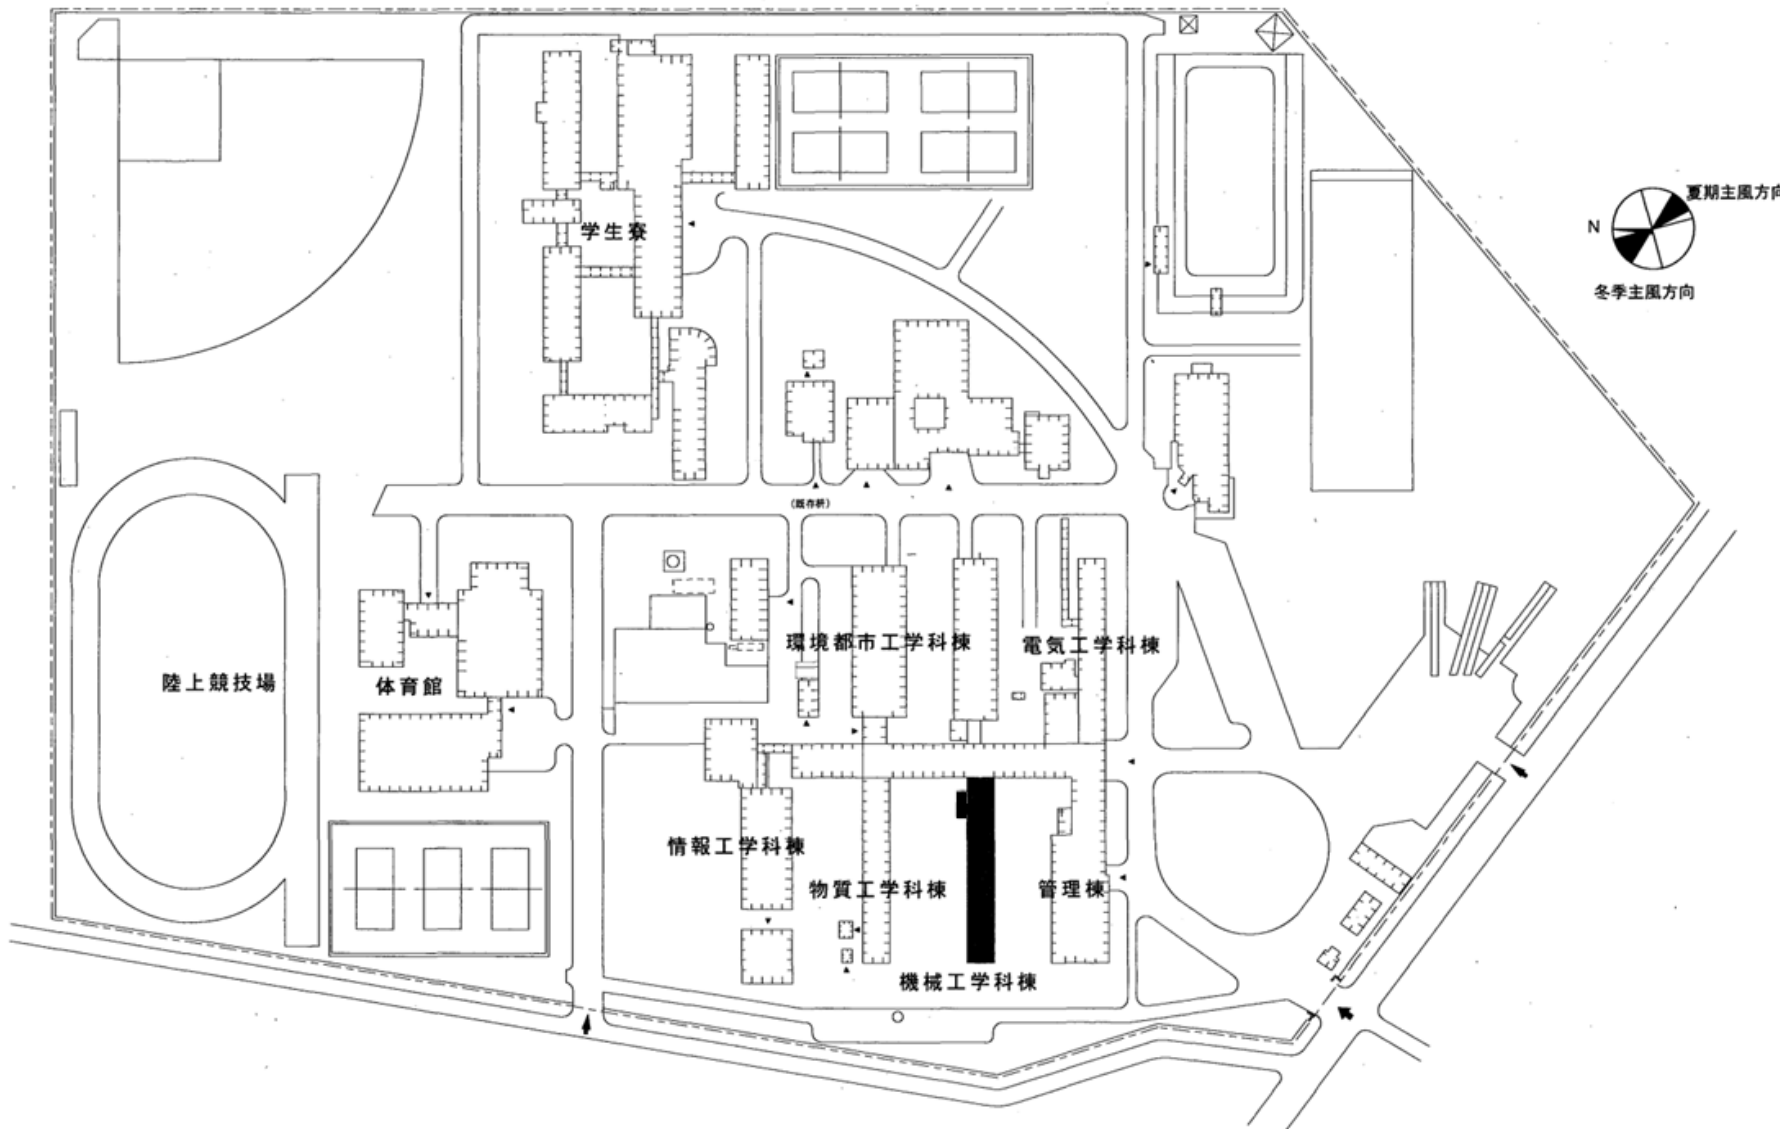 夏期主風方向
N
冬季主風方向
学生寮
(既存桝)
環境都市工学科棟
電気工学科棟
陸上競技場
体育館
情報工学科棟
物質工学科棟
管理棟
機械工学科棟